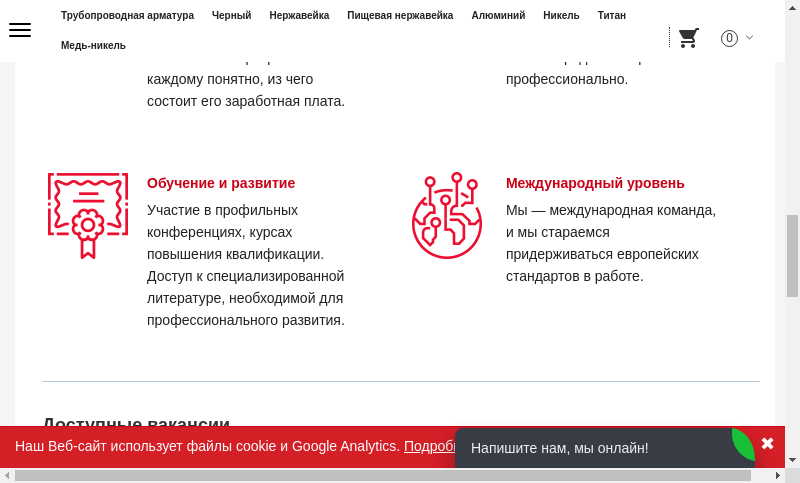 Трубопроводная арматура Черный Нержавейка Пищевая нержавейка Алюминий Никель Титан
Медь-никель
0
каждому понятно, из чего
состоит его заработная плата.
профессионально.
Обучение и развитие
Участие в профильных
конференциях, курсах
повышения квалификации.
Доступ к специализированной
литературе, необходимой для
профессионального развития.
Международный уровень
Мы — международная команда,
и мы стараемся
придерживаться европейских
стандартов в работе.
Доступные вакансии
Наш Веб-сайт использует файлы cookie и Google Analytics.
Напишите нам, мы онлайн!